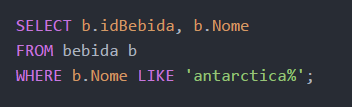 SELECT b.idBebida, b.Nome
FROM bebida b
WHERE b.Nome LIKE 'antarctica%';